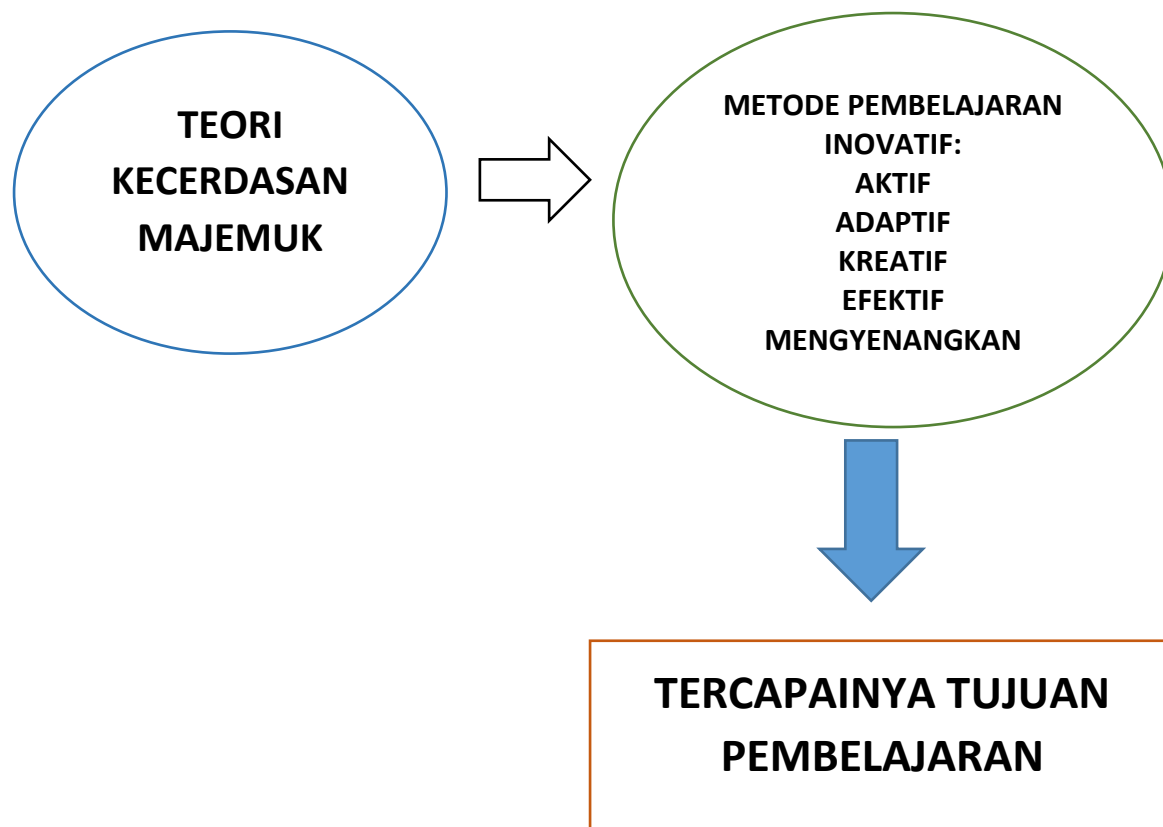 TEORI
KECERDASAN
MAJEMUK
METODE PEMBELAJARAN
INOVATIF:
AKTIF
ADAPTIF
KREATIF
EFEKTIF
MENGYENANGKAN
TERCAPAINYA TUJUAN
PEMBELAJARAN